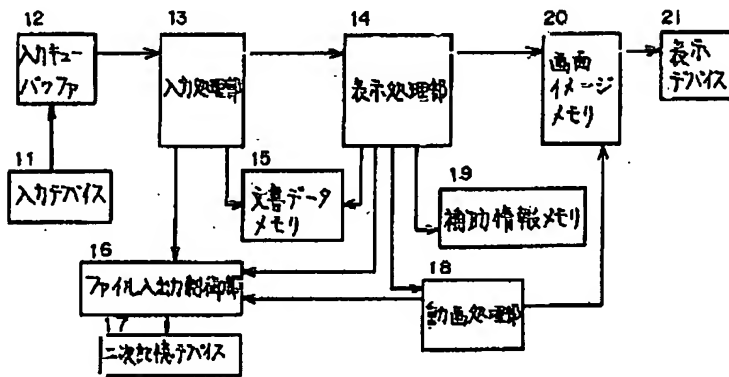 12
入力キュー
バッファ
13
入力処理部
14
表示処理部
20
画面
イメージ
メモリ
21
表示
デバイス
11
入力デバイス
15
文書データ
メモリ
19
補助情報メモリ
16
ファイル入出力制御部
18
動画処理部
17
二次記憶デバイス